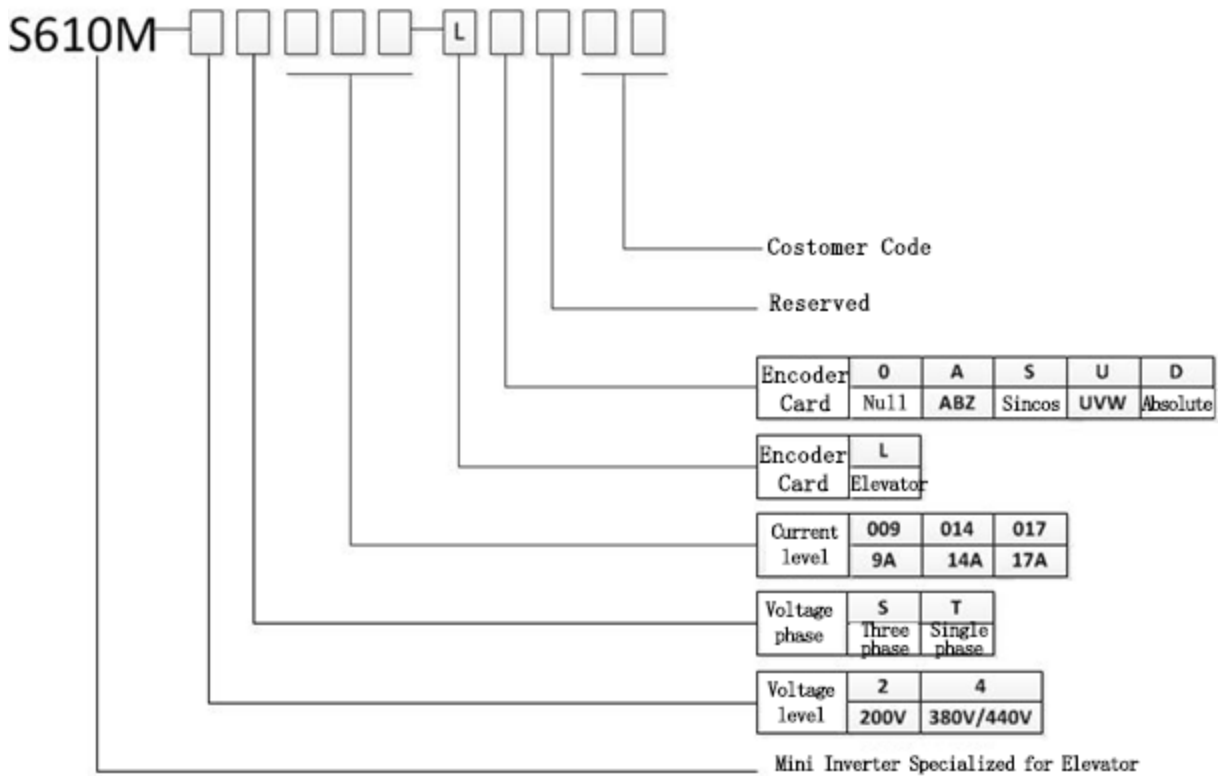 S610M L
Costomer Code
Reserved
Encoder Card 0 A S U D
Null ABZ Sincos UVW Absolute
Encoder Card L
Elevator
Current level 009 014 017
9A 14A 17A
Voltage phase S T
Three phase Single phase
Voltage level 2 4
200V 380V/440V
Mini Inverter Specialized for Elevator